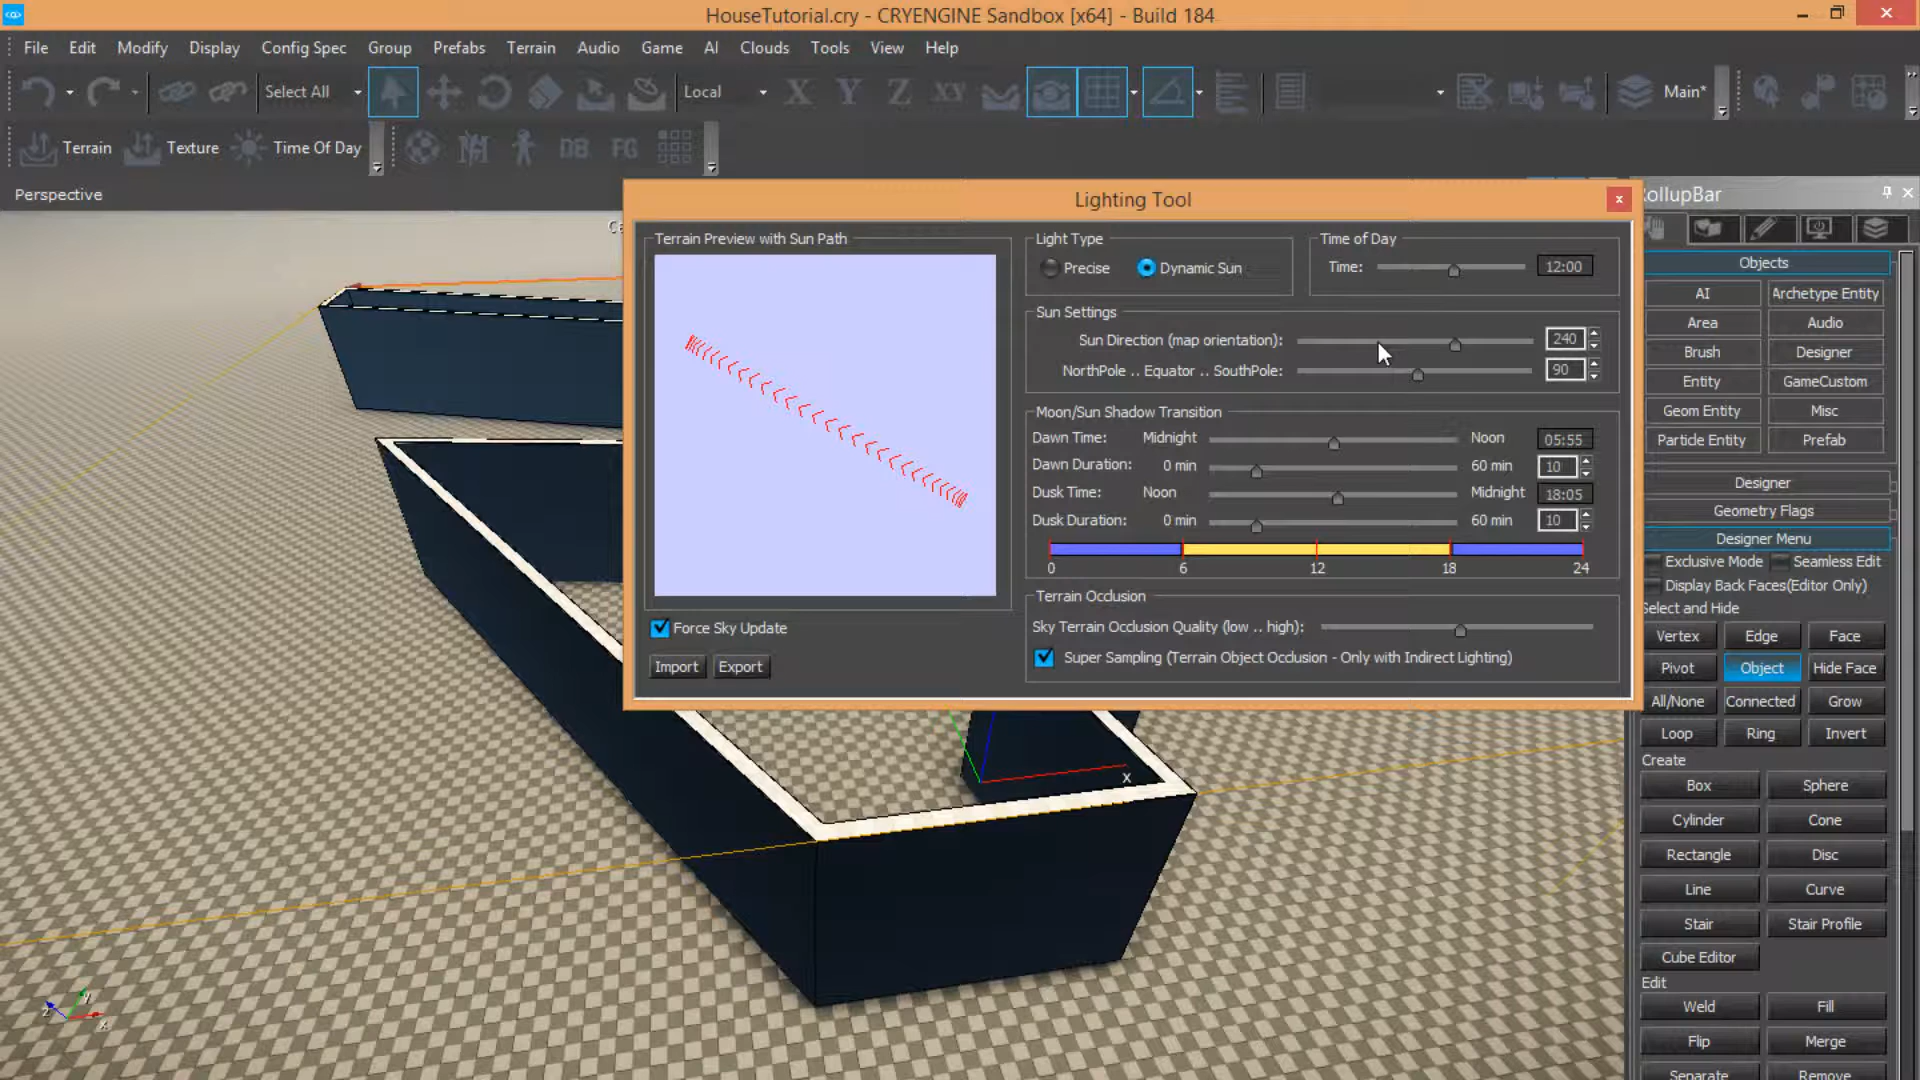 HouseTutorial.cry - CRYENGINE Sandbox [x64] - Build 184
File Edit Modify Display Config Spec Group Prefabs Terrain Audio Game AI Clouds Tools View Help
Select All Local X Y Z XY Main*
Terrain Texture Time Of Day DB FG
Perspective
Lighting Tool
Terrain Preview with Sun Path
Force Sky Update
Import Export
Light Type
Precise Dynamic Sun
Time of Day
Time: 12:00
Sun Settings
Sun Direction (map orientation): 240
NorthPole .. Equator .. SouthPole: 90
Moon/Sun Shadow Transition
Dawn Time: Midnight Noon 05:55
Dawn Duration: 0 min 60 min 10
Dusk Time: Noon Midnight 18:05
Dusk Duration: 0 min 60 min 10
0 6 12 18 24
Terrain Occlusion
Sky Terrain Occlusion Quality (low .. high):
Super Sampling (Terrain Object Occlusion - Only with Indirect Lighting)
ollupBar
Objects
AI Archetype Entity
Area Audio
Brush Designer
Entity GameCustom
Geom Entity Misc
Particle Entity Prefab
Designer
Geometry Flags
Designer Menu
Exclusive Mode Seamless Edit
Display Back Faces(Editor Only)
Select and Hide
Vertex Edge Face
Pivot Object Hide Face
All/None Connected Grow
Loop Ring Invert
Create
Box Sphere
Cylinder Cone
Rectangle Disc
Line Curve
Stair Stair Profile
Cube Editor
Edit
Weld Fill
Flip Merge
Separate Remove
x
z y x